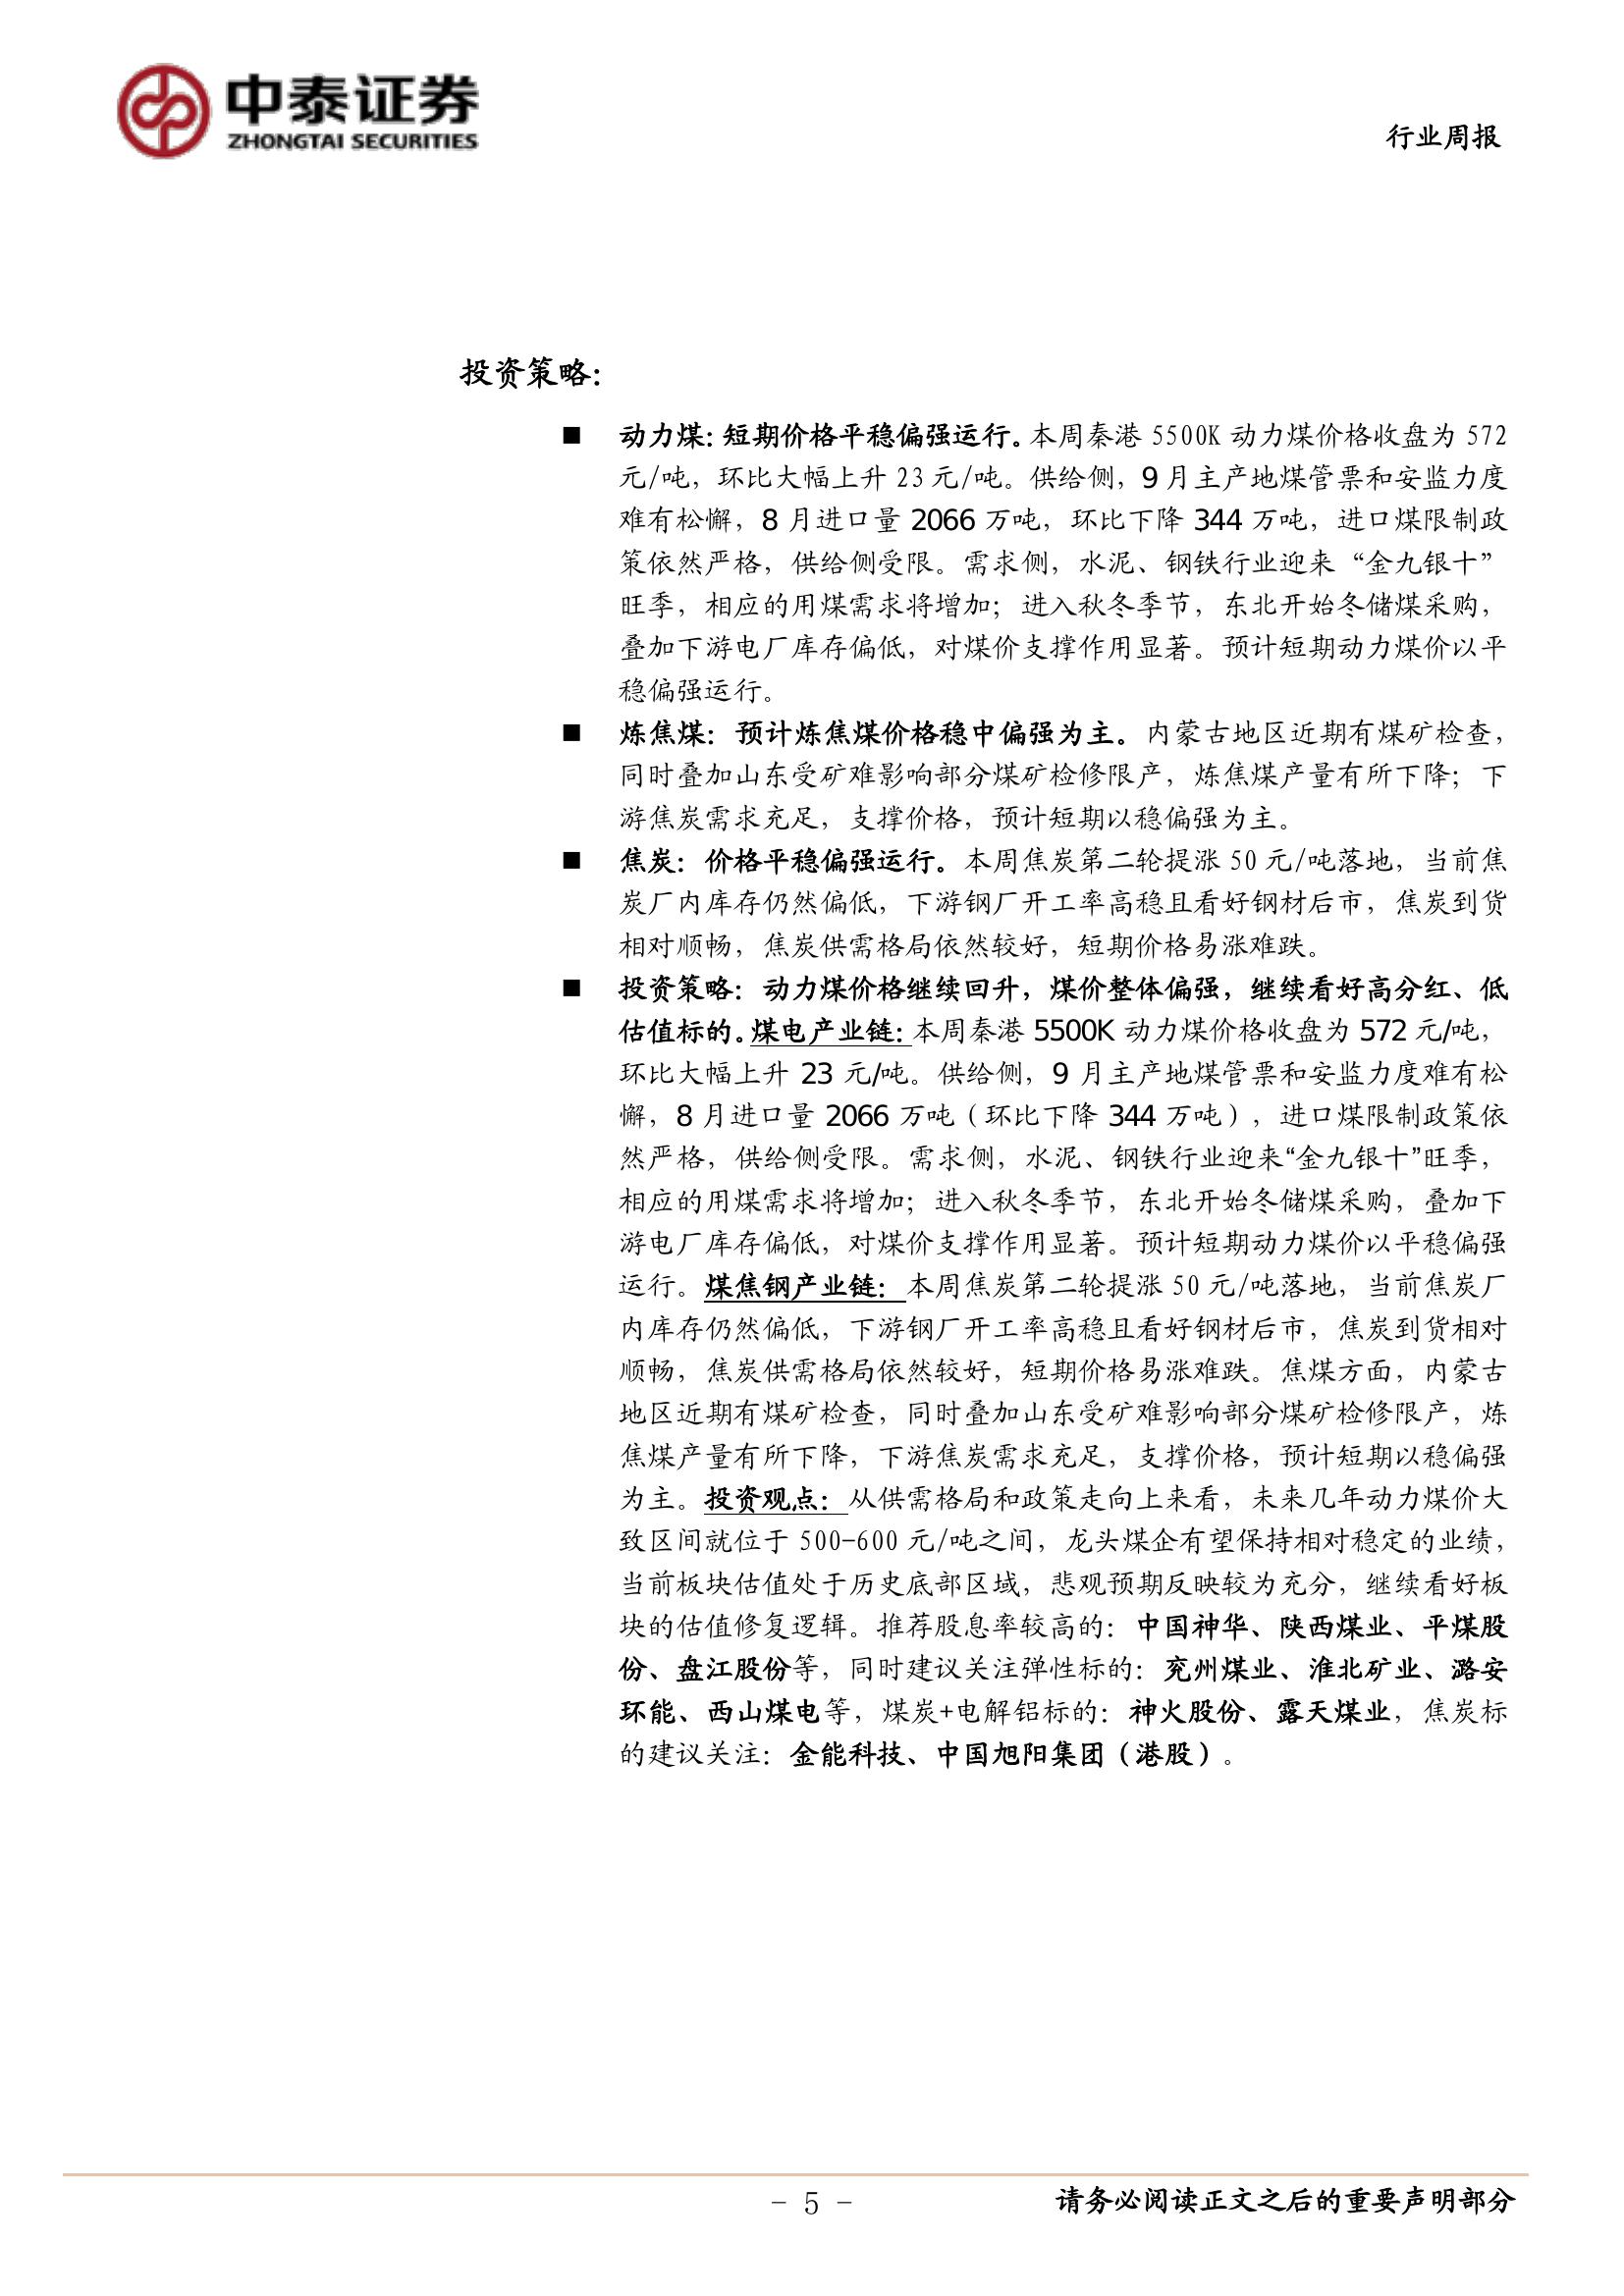 中泰证券
ZHONGTAI SECURITIES
行业周报
投资策略：
■ 动力煤：短期价格平稳偏强运行。本周秦港 5500K 动力煤价格收盘为 572
元/吨，环比大幅上升 23 元/吨。供给侧，9 月主产地煤管票和安监力度
难有松懈，8 月进口量 2066 万吨，环比下降 344 万吨，进口煤限制政
策依然严格，供给侧受限。需求侧，水泥、钢铁行业迎来“金九银十”
旺季，相应的用煤需求将增加；进入秋冬季节，东北开始冬储煤采购，
叠加下游电厂库存偏低，对煤价支撑作用显著。预计短期动力煤价以平
稳偏强运行。
■ 炼焦煤：预计炼焦煤价格稳中偏强为主。内蒙古地区近期有煤矿检查，
同时叠加山东受矿难影响部分煤矿检修限产，炼焦煤产量有所下降；下
游焦炭需求充足，支撑价格，预计短期以稳偏强为主。
■ 焦炭：价格平稳偏强运行。本周焦炭第二轮提涨 50 元/吨落地，当前焦
炭厂内库存仍然偏低，下游钢厂开工率高稳且看好钢材后市，焦炭到货
相对顺畅，焦炭供需格局依然较好，短期价格易涨难跌。
■ 投资策略：动力煤价格继续回升，煤价整体偏强，继续看好高分红、低
估值标的。煤电产业链：本周秦港 5500K 动力煤价格收盘为 572 元/吨，
环比大幅上升 23 元/吨。供给侧，9 月主产地煤管票和安监力度难有松
懈，8 月进口量 2066 万吨（环比下降 344 万吨），进口煤限制政策依
然严格，供给侧受限。需求侧，水泥、钢铁行业迎来“金九银十”旺季，
相应的用煤需求将增加；进入秋冬季节，东北开始冬储煤采购，叠加下
游电厂库存偏低，对煤价支撑作用显著。预计短期动力煤价以平稳偏强
运行。煤焦钢产业链：本周焦炭第二轮提涨 50 元/吨落地，当前焦炭厂
内库存仍然偏低，下游钢厂开工率高稳且看好钢材后市，焦炭到货相对
顺畅，焦炭供需格局依然较好，短期价格易涨难跌。焦煤方面，内蒙古
地区近期有煤矿检查，同时叠加山东受矿难影响部分煤矿检修限产，炼
焦煤产量有所下降，下游焦炭需求充足，支撑价格，预计短期以稳偏强
为主。投资观点：从供需格局和政策走向上来看，未来几年动力煤价大
致区间就位于 500-600 元/吨之间，龙头煤企有望保持相对稳定的业绩，
当前板块估值处于历史底部区域，悲观预期反映较为充分，继续看好板
块的估值修复逻辑。推荐股息率较高的：中国神华、陕西煤业、平煤股
份、盘江股份等，同时建议关注弹性标的：兖州煤业、淮北矿业、潞安
环能、西山煤电等，煤炭+电解铝标的：神火股份、露天煤业，焦炭标
的建议关注：金能科技、中国旭阳集团（港股）。
- 5 -
请务必阅读正文之后的重要声明部分